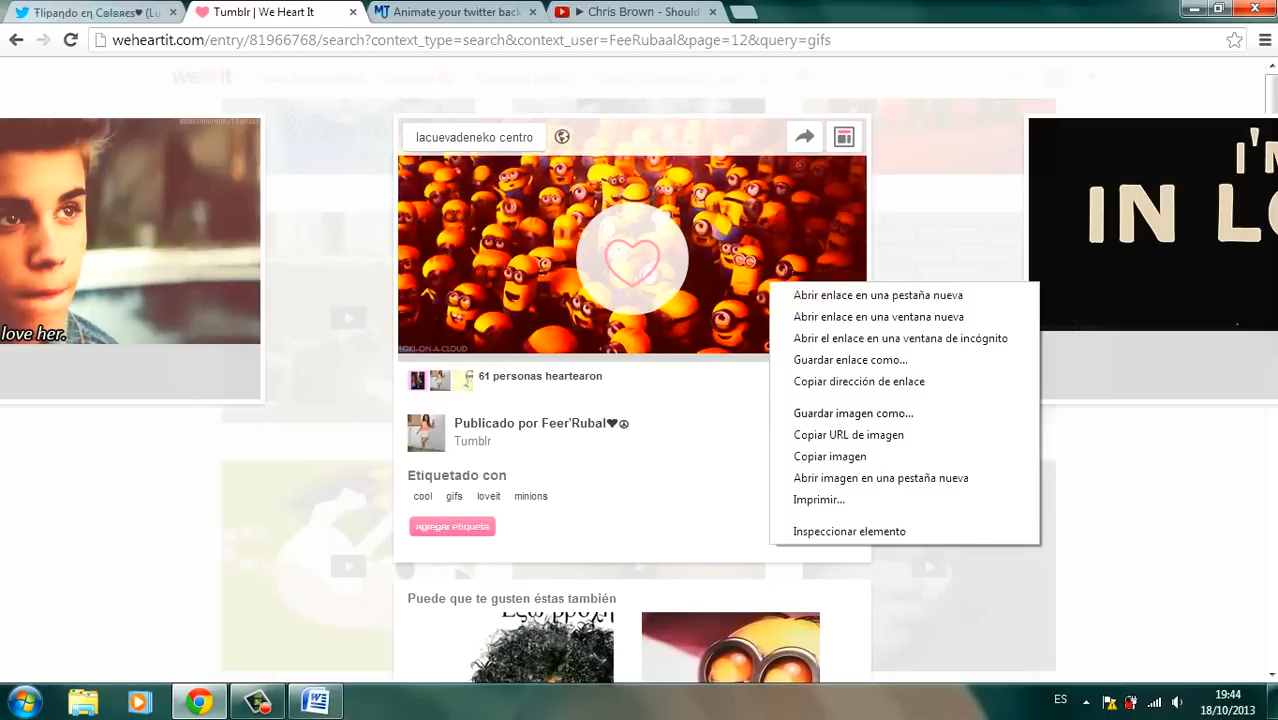 Tumblr | We Heart It
Animate your twitter back
Chris Brown - Should
weheartit.com/entry/81966768/search?context_type=search&context_user=FeeRubaal&page=12&query=gifs
lacuevadeneko centro
love her.
I'M
IN LO
LOKI-ON-A-CLOUD
61 personas heartearon
Publicado por Feer'Rubal♥☮
Tumblr
Etiquetado con
cool gifs loveit minions
agregar etiqueta
Puede que te gusten éstas también
Abrir enlace en una pestaña nueva
Abrir enlace en una ventana nueva
Abrir el enlace en una ventana de incógnito
Guardar enlace como...
Copiar dirección de enlace
Guardar imagen como...
Copiar URL de imagen
Copiar imagen
Abrir imagen en una pestaña nueva
Imprimir...
Inspeccionar elemento
ES
19:44
18/10/2013